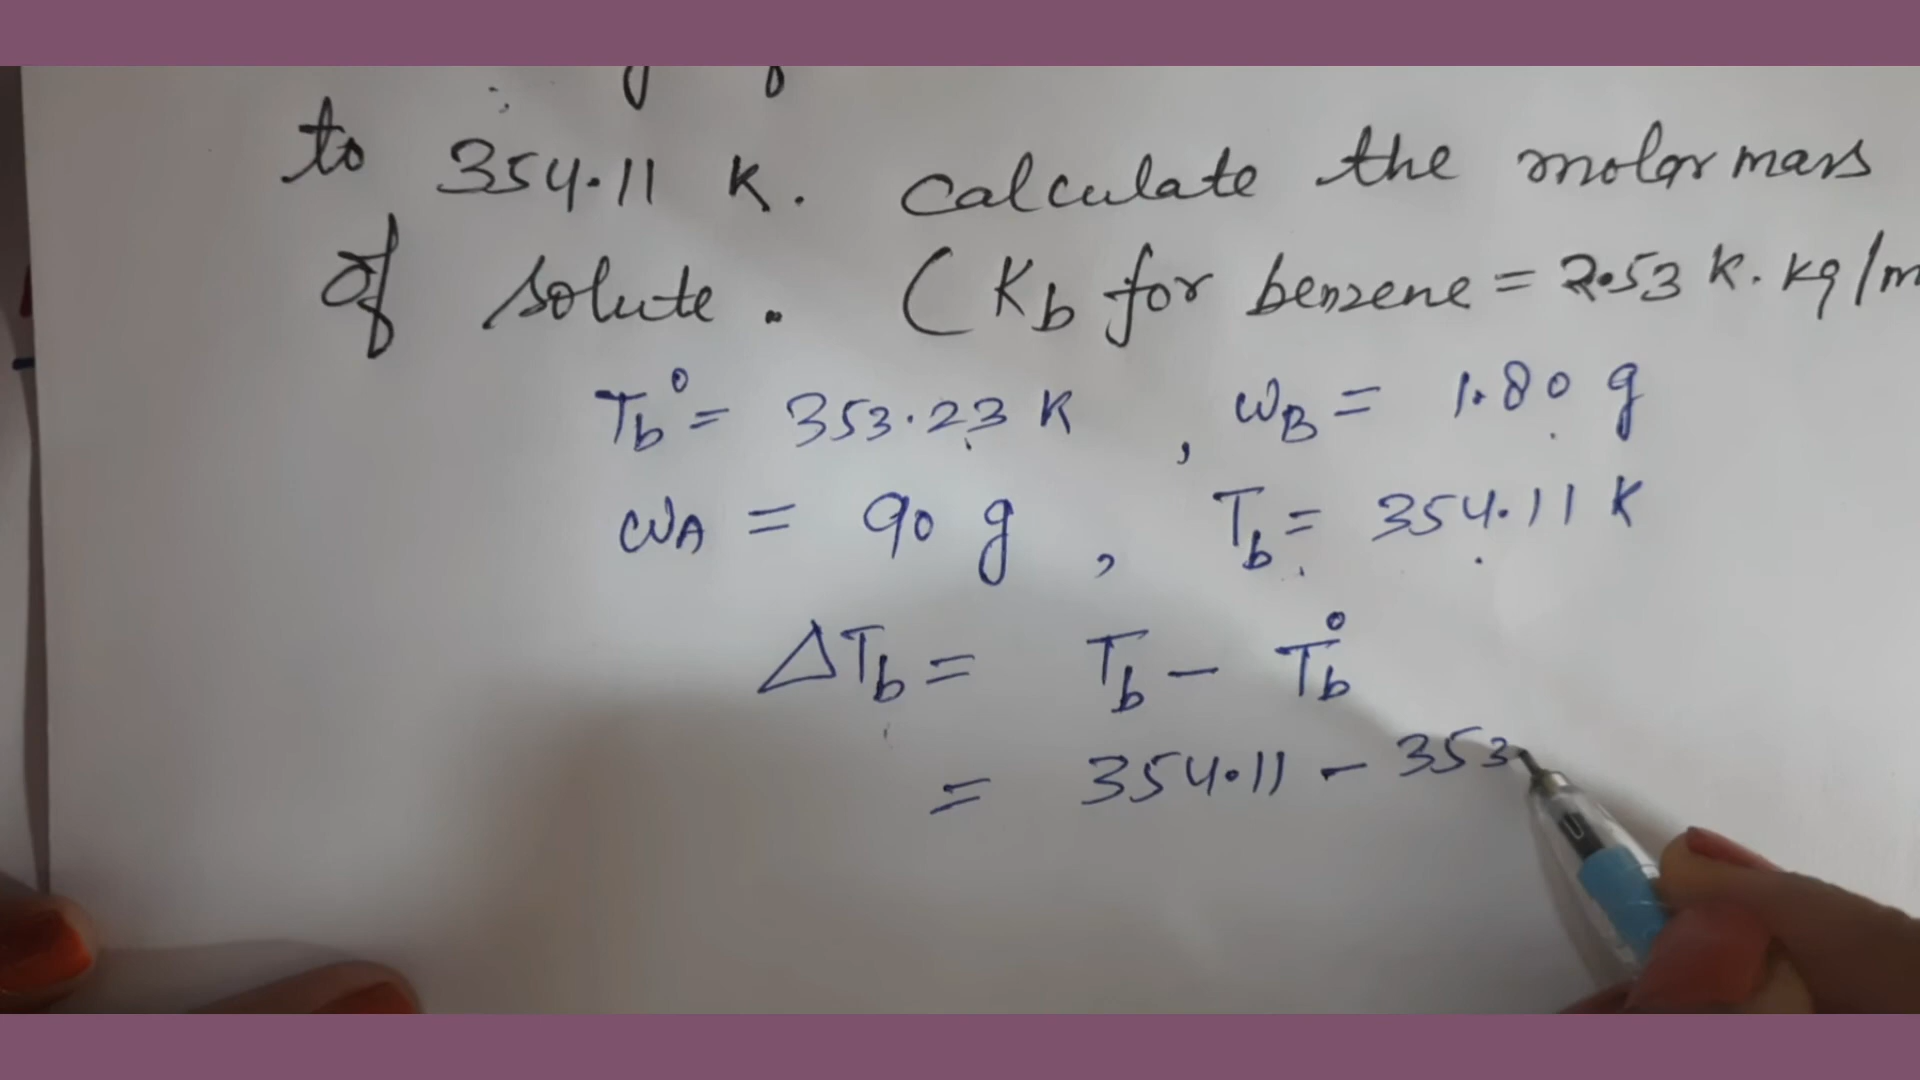 to 354.11 K. Calculate the molar mass
of solute. (Kb for benzene = 2.53 K. kg/m
Tb° = 353.23 K , wB = 1.80 g
wA = 90 g , Tb = 354.11 K
ΔTb = Tb - Tb°
= 354.11 - 353.